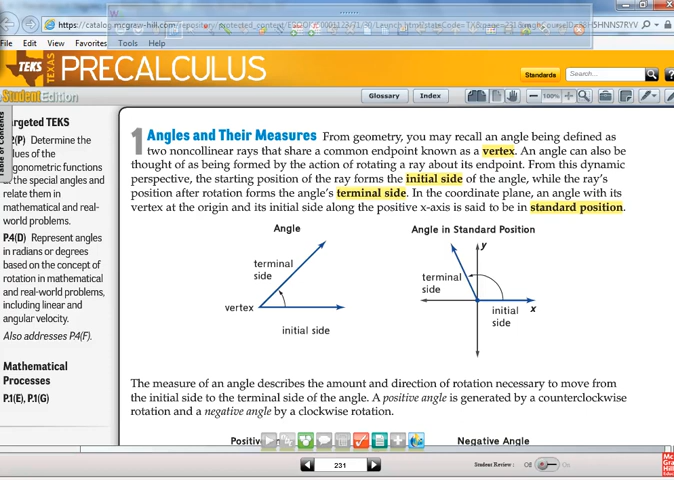 File Edit View Favorites Tools
TEKS
TEXAS
PRECALCULUS
Standards
Search...
Student Edition
Glossary
Index
100%
Table of Contents
argeted TEKS
2(P) Determine the
lues of the
igonometric functions
the special angles and
relate them in
mathematical and real-
world problems.
P.4(D) Represent angles
in radians or degrees
based on the concept of
rotation in mathematical
and real-world problems,
including linear and
angular velocity.
Also addresses P.4(F).
Mathematical
Processes
P.1(E), P.1(G)
1 Angles and Their Measures From geometry, you may recall an angle being defined as
two noncollinear rays that share a common endpoint known as a vertex. An angle can also be
thought of as being formed by the action of rotating a ray about its endpoint. From this dynamic
perspective, the starting position of the ray forms the initial side of the angle, while the ray's
position after rotation forms the angle's terminal side. In the coordinate plane, an angle with its
vertex at the origin and its initial side along the positive x-axis is said to be in standard position.
Angle
terminal
side
vertex
initial side
Angle in Standard Position
y
terminal
side
initial
side
x
The measure of an angle describes the amount and direction of rotation necessary to move from
the initial side to the terminal side of the angle. A positive angle is generated by a counterclockwise
rotation and a negative angle by a clockwise rotation.
Positiv
Negative Angle
231
Student Review: Off On